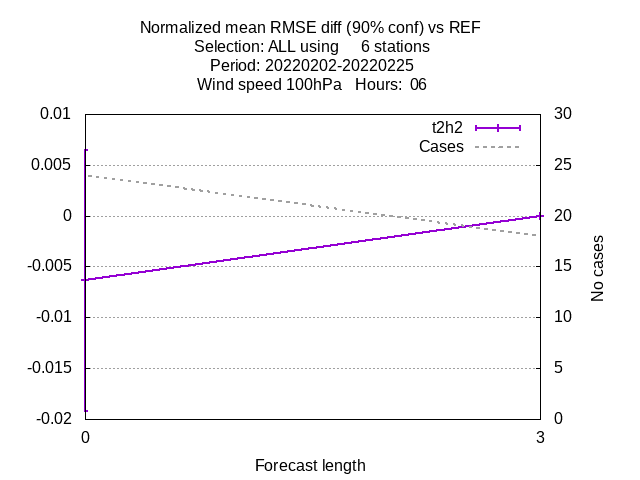 Normalized mean RMSE diff (90% conf) vs REF
Selection: ALL using     6 stations
Period: 20220202-20220225
Wind speed 100hPa   Hours:  06
t2h2
Cases
0.01
0.005
0
-0.005
-0.01
-0.015
-0.02
30
25
20
15
10
5
0
No cases
0
3
Forecast length